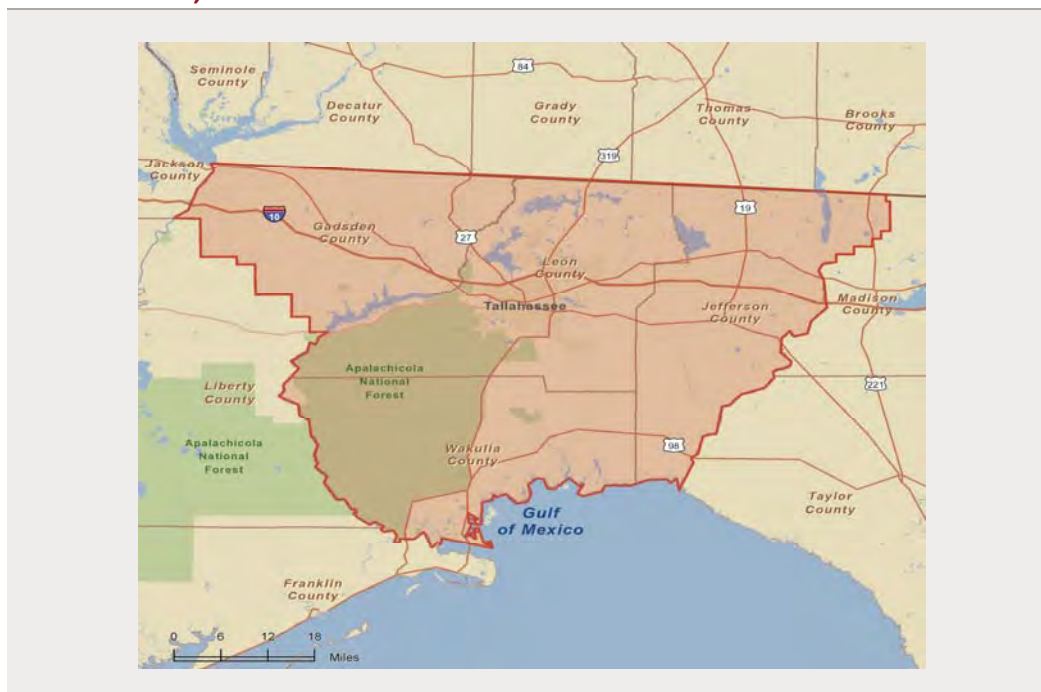 Seminole
County
84
Decatur
County
Grady
County
Thomas
County
Brooks
County
319
Jackson
County
19
10
Gadsden
County
27
Leon
County
Tallahassee
Jefferson
County
Madison
County
Apalachicola
National
Forest
Liberty
County
221
Apalachicola
National
Forest
Wakulla
County
98
Taylor
County
Gulf
of Mexico
Franklin
County
0 6 12 18
Miles